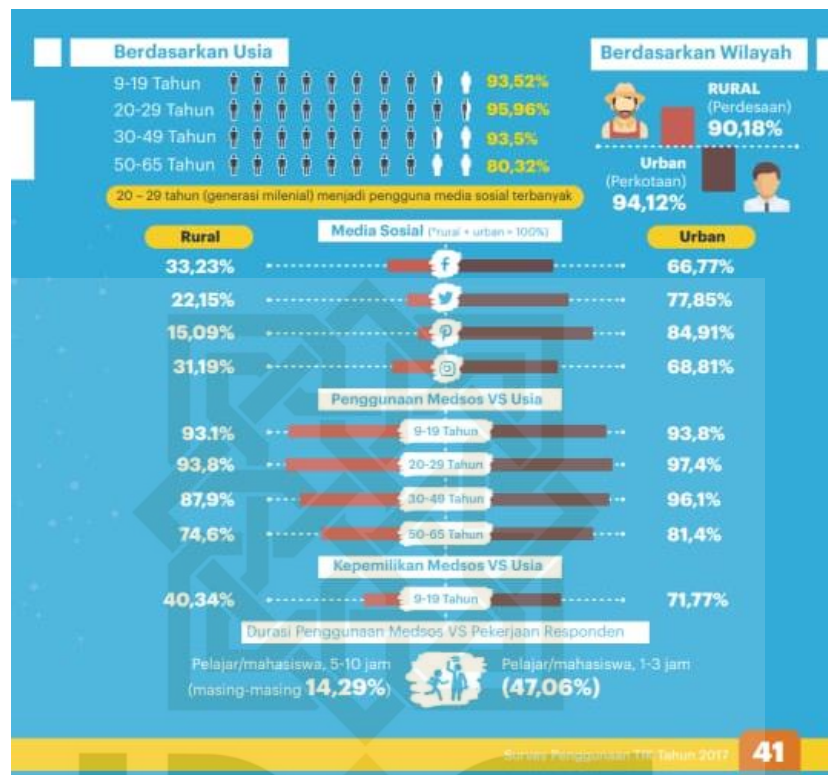 Berdasarkan Usia
9-19 Tahun 93,52%
20-29 Tahun 95,96%
30-49 Tahun 93,5%
50-65 Tahun 80,32%
20 – 29 tahun (generasi milenial) menjadi pengguna media sosial terbanyak
Berdasarkan Wilayah
RURAL
(Perdesaan)
90,18%
Urban
(Perkotaan)
94,12%
Rural Media Sosial (*rural + urban = 100%) Urban
33,23% 66,77%
22,15% 77,85%
15,09% 84,91%
31,19% 68,81%
Penggunaan Medsos VS Usia
93.1% 9-19 Tahun 93,8%
93,8% 20-29 Tahun 97,4%
87,9% 30-49 Tahun 96,1%
74,6% 50-65 Tahun 81,4%
Kepemilikan Medsos VS Usia
40,34% 9-19 Tahun 71,77%
Durasi Penggunaan Medsos VS Pekerjaan Responden
Pelajar/mahasiswa, 5-10 jam
(masing-masing 14,29%)
Pelajar/mahasiswa, 1-3 jam
(47,06%)
Survey Penggunaan TIK Tahun 2017 41